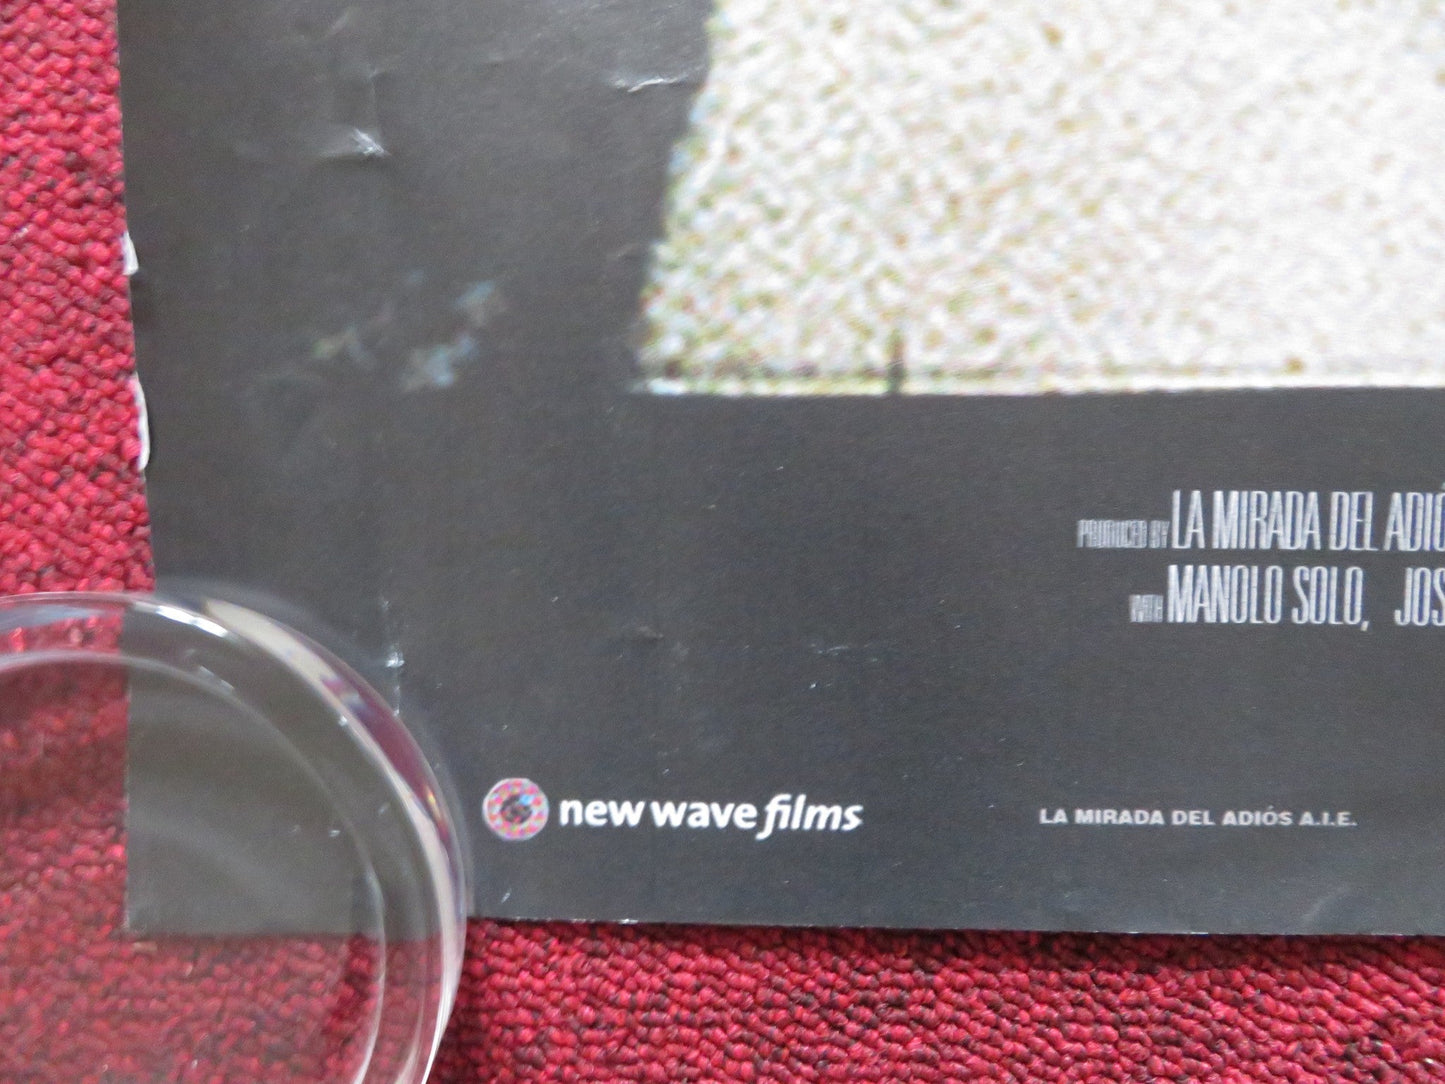 PRODUCED BY LA MIRADA DEL ADIÓ
WITH MANOLO SOLO, JOS
new wave films
LA MIRADA DEL ADIÓS A.I.E.